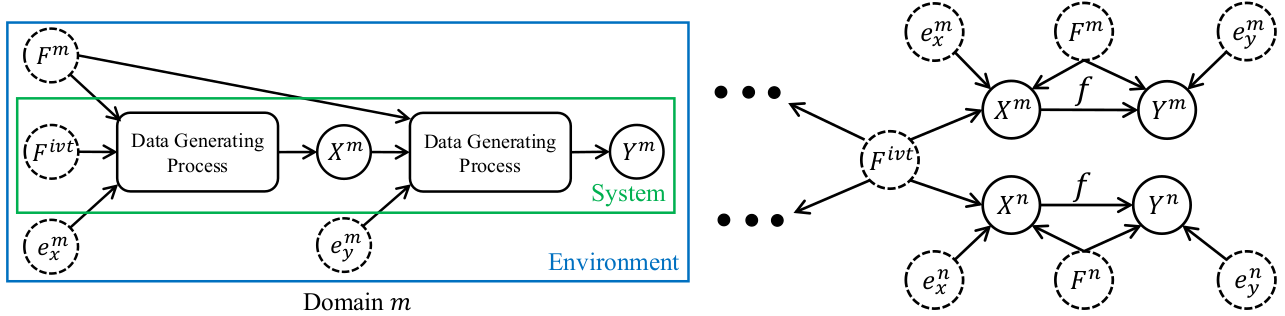 F^m
F^{ivt}
Data Generating
Process
X^m
Data Generating
Process
Y^m
System
e_x^m
e_y^m
Environment
Domain m
e_x^m
F^m
e_y^m
X^m
f
Y^m
F^{ivt}
X^n
f
Y^n
e_x^n
F^n
e_y^n